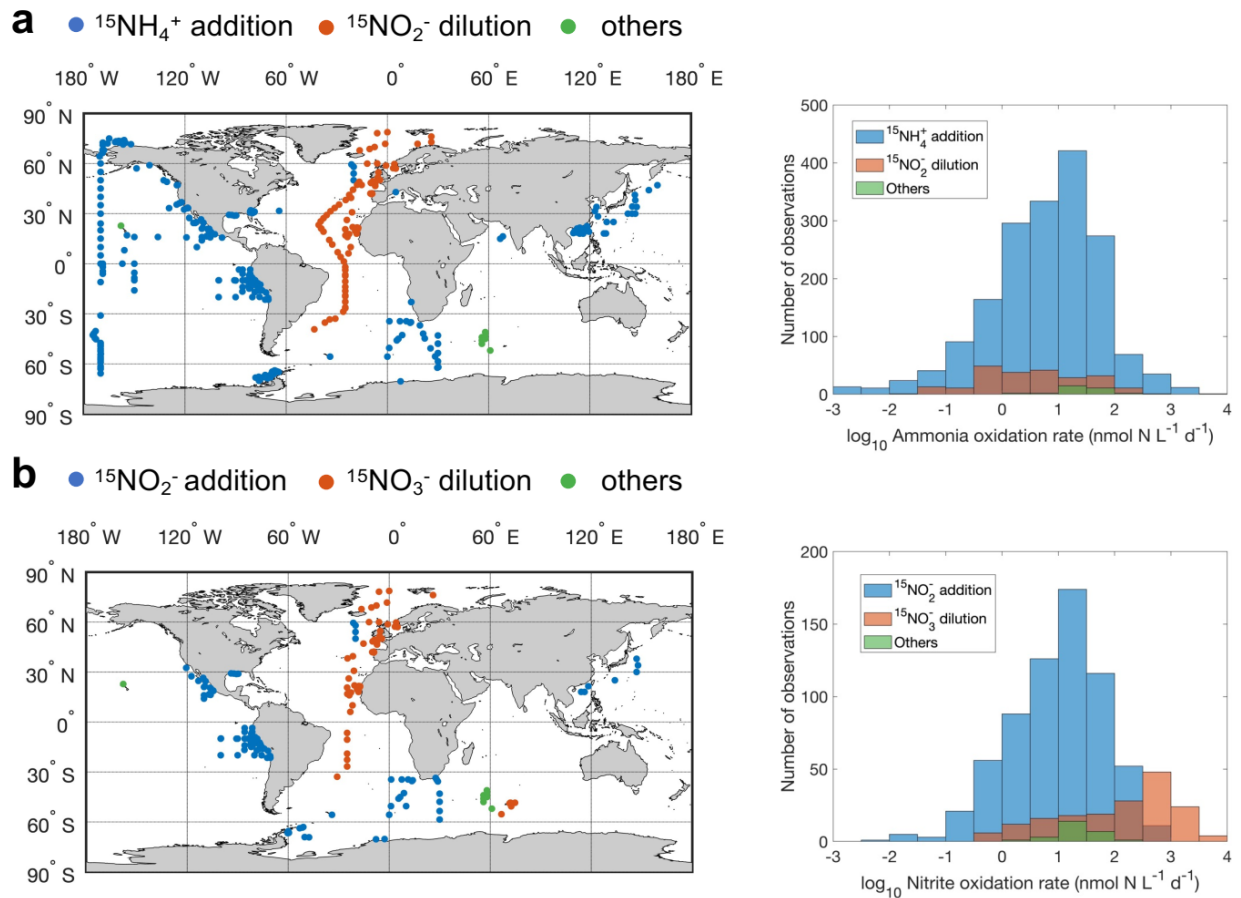 a ● ¹⁵NH₄⁺ addition ● ¹⁵NO₂⁻ dilution ● others
180° W 120° W 60° W 0° 60° E 120° E 180° E
90° N
60° N
30° N
0°
30° S
60° S
90° S
500
400
300
200
100
0
Number of observations
¹⁵NH₄⁺ addition
¹⁵NO₂⁻ dilution
Others
-3 -2 -1 0 1 2 3 4
log₁₀ Ammonia oxidation rate (nmol N L⁻¹ d⁻¹)
b ● ¹⁵NO₂⁻ addition ● ¹⁵NO₃⁻ dilution ● others
180° W 120° W 60° W 0° 60° E 120° E 180° E
90° N
60° N
30° N
0°
30° S
60° S
90° S
200
150
100
50
0
Number of observations
¹⁵NO₂⁻ addition
¹⁵NO₃⁻ dilution
Others
-3 -2 -1 0 1 2 3 4
log₁₀ Nitrite oxidation rate (nmol N L⁻¹ d⁻¹)